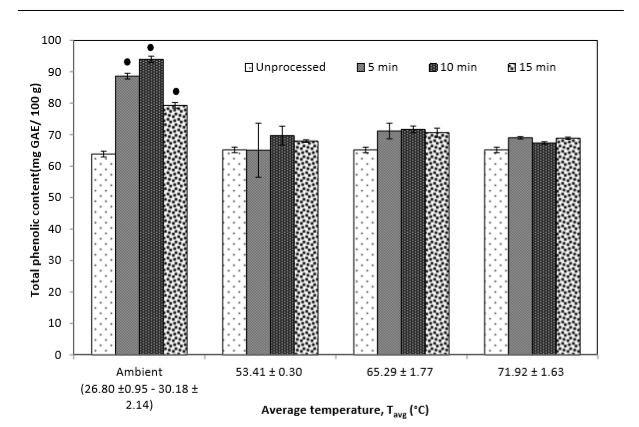 Total phenolic content(mg GAE/ 100 g)
100
90
80
70
60
50
40
30
20
10
0
Unprocessed
5 min
10 min
15 min
Ambient
(26.80 ±0.95 - 30.18 ±
2.14)
53.41 ± 0.30
65.29 ± 1.77
71.92 ± 1.63
Average temperature, Tavg (°C)